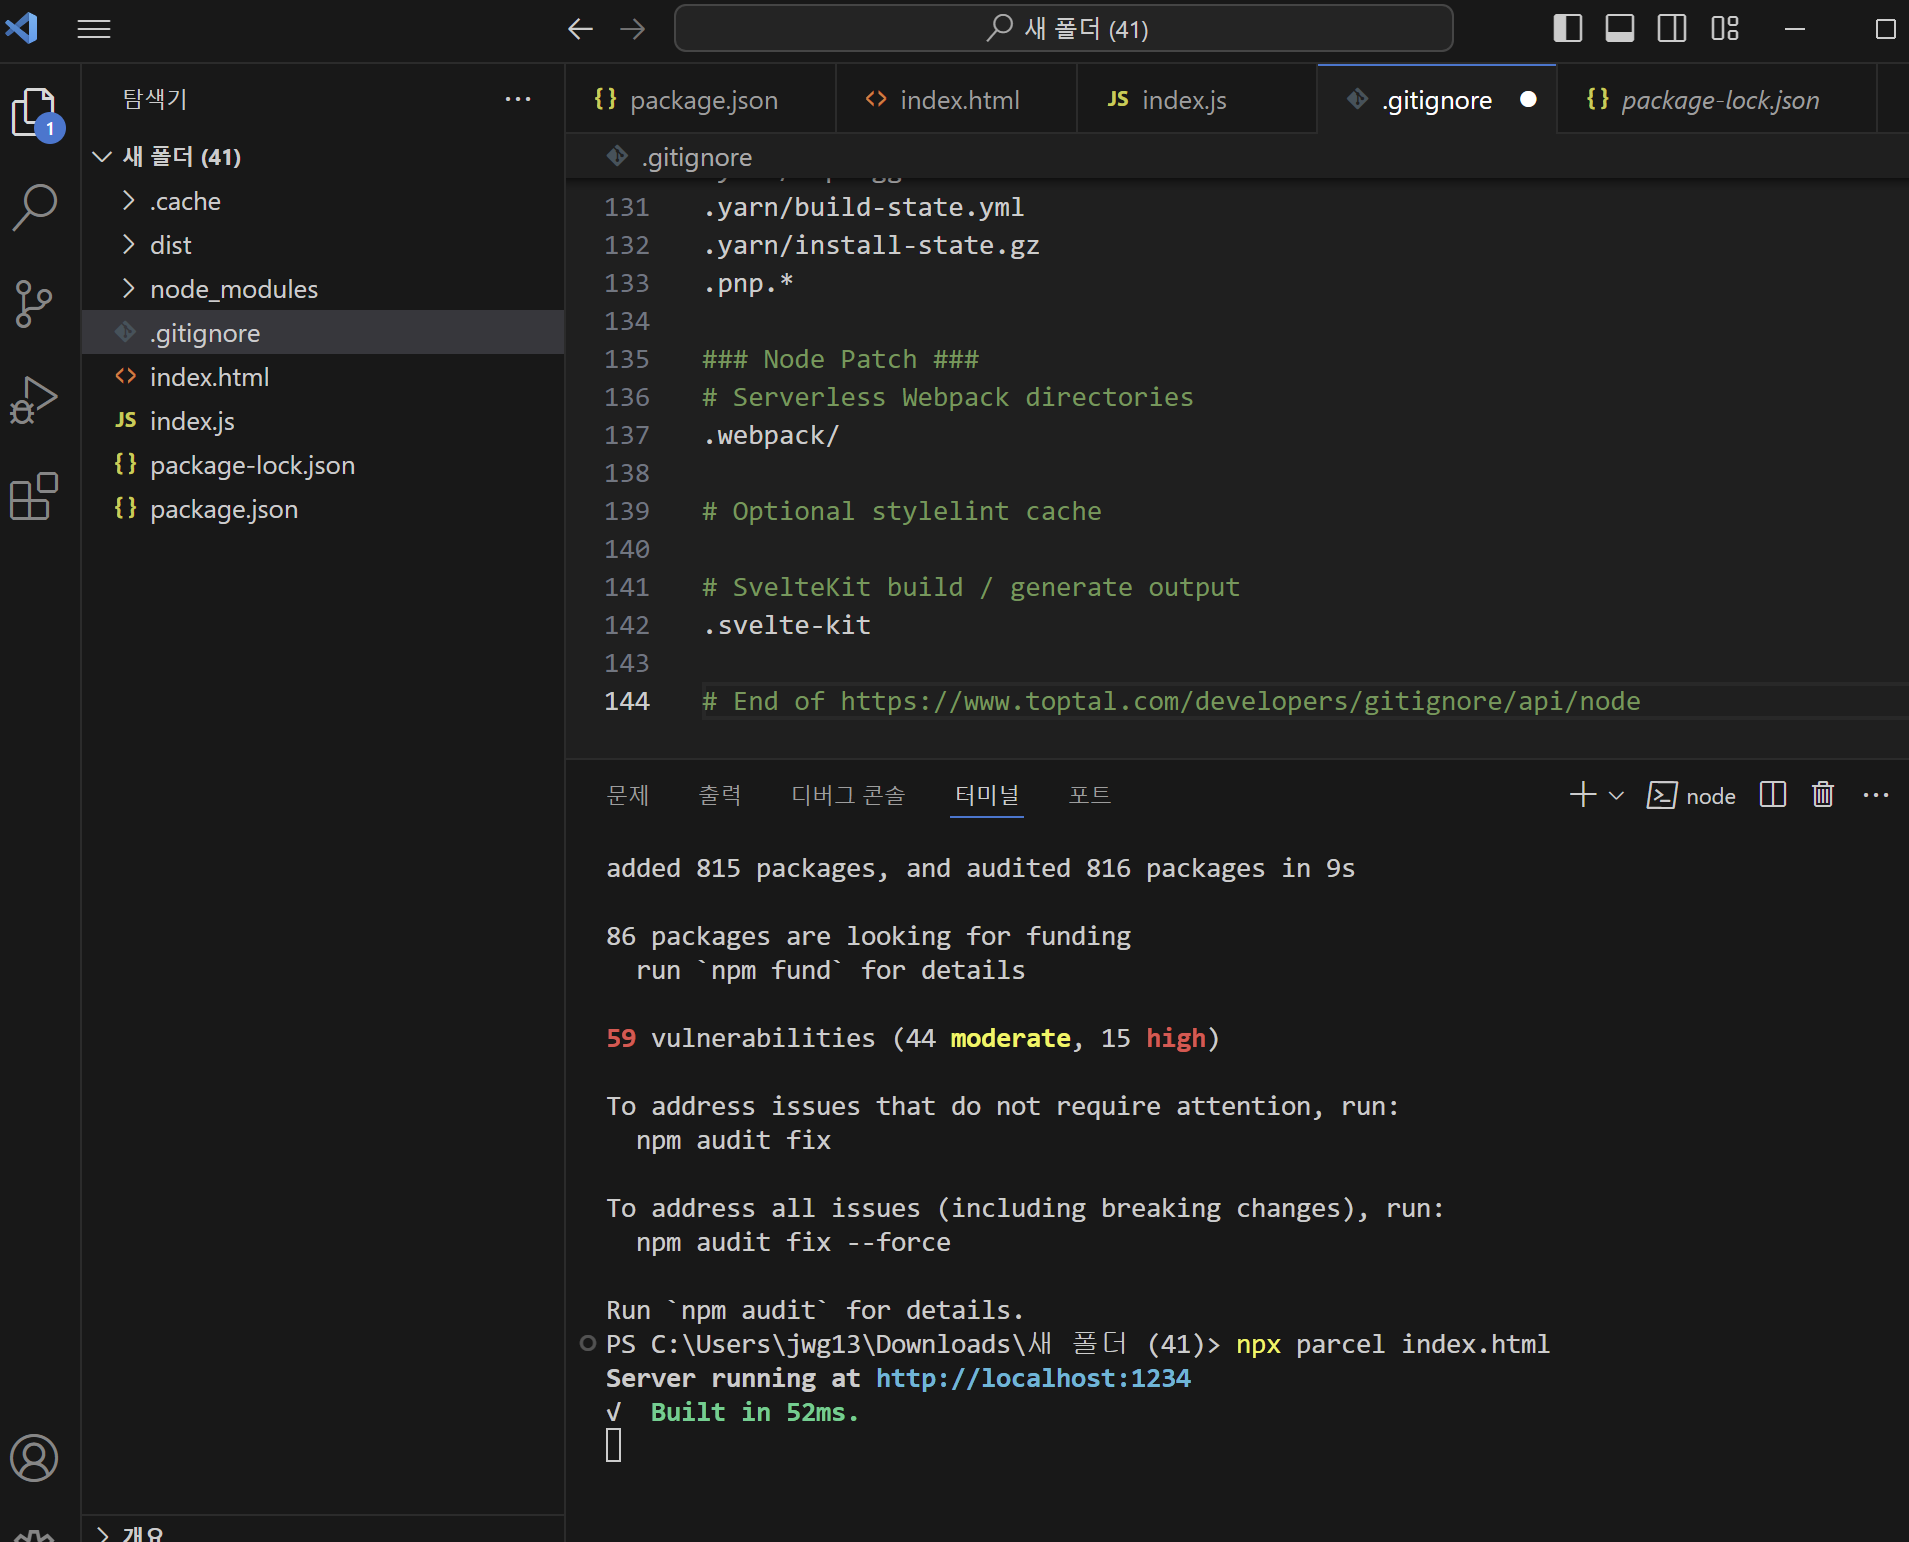 새 폴더 (41)
탐색기
package.json
index.html
JS index.js
.gitignore
package-lock.json
1
새 폴더 (41)
.cache
dist
node_modules
.gitignore
index.html
JS index.js
package-lock.json
package.json
.gitignore
131 .yarn/build-state.yml
132 .yarn/install-state.gz
133 .pnp.*
134
135 ### Node Patch ###
136 # Serverless Webpack directories
137 .webpack/
138
139 # Optional stylelint cache
140
141 # SvelteKit build / generate output
142 .svelte-kit
143
144 # End of https://www.toptal.com/developers/gitignore/api/node
문제 출력 디버그 콘솔 터미널 포트
node
added 815 packages, and audited 816 packages in 9s
86 packages are looking for funding
run `npm fund` for details
59 vulnerabilities (44 moderate, 15 high)
To address issues that do not require attention, run:
npm audit fix
To address all issues (including breaking changes), run:
npm audit fix --force
Run `npm audit` for details.
PS C:\Users\jwg13\Downloads\새 폴더 (41)> npx parcel index.html
Server running at http://localhost:1234
√ Built in 52ms.
개요